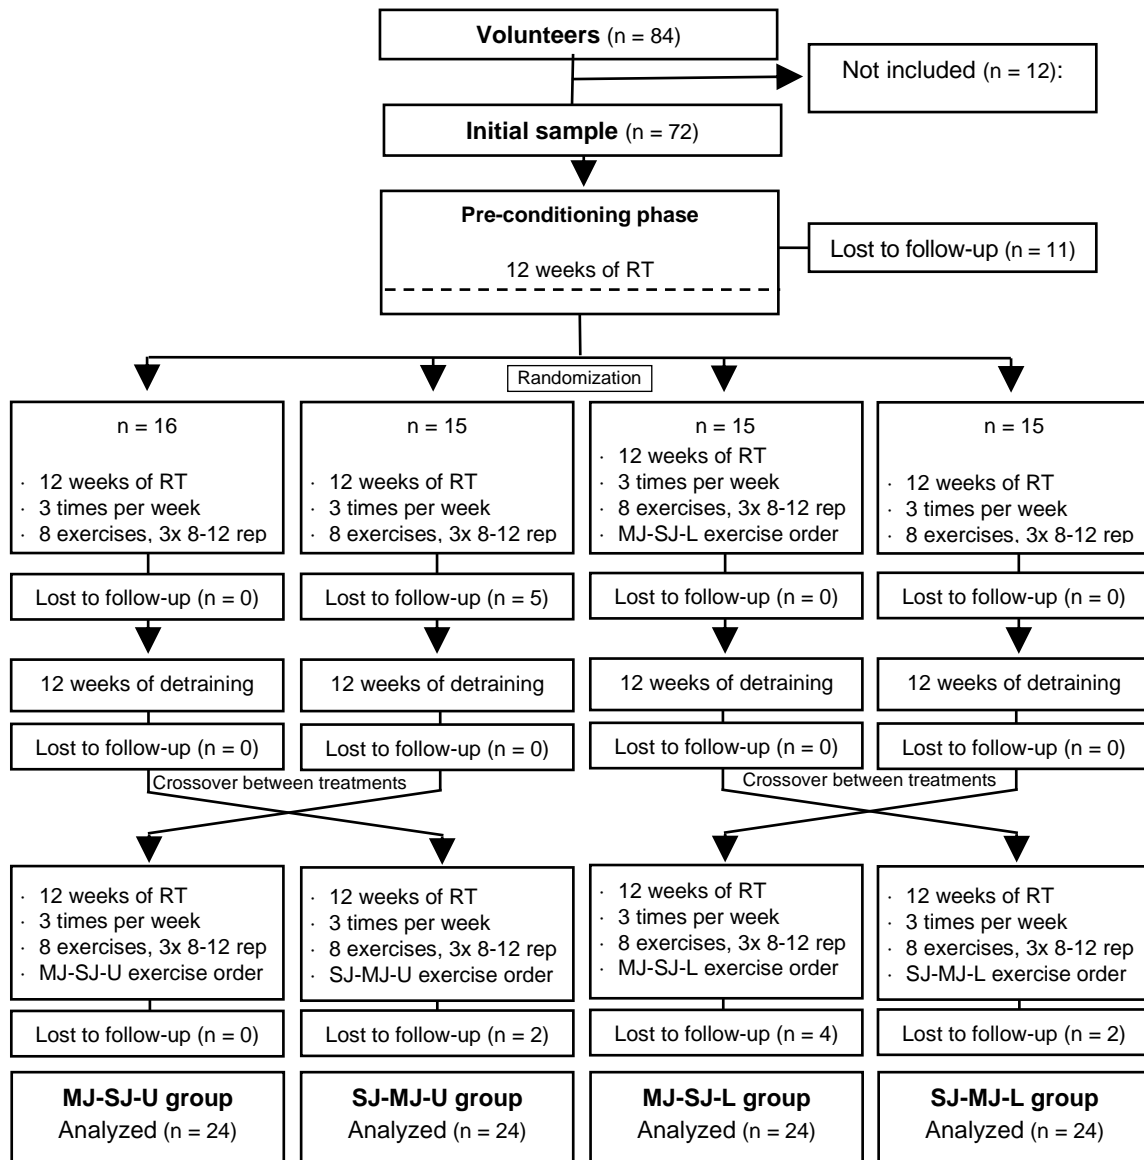 Volunteers (n = 84)
Not included (n = 12):
Initial sample (n = 72)
Pre-conditioning phase
12 weeks of RT
Lost to follow-up (n = 11)
Randomization
n = 16
· 12 weeks of RT
· 3 times per week
· 8 exercises, 3x 8-12 rep
n = 15
· 12 weeks of RT
· 3 times per week
· 8 exercises, 3x 8-12 rep
n = 15
· 12 weeks of RT
· 3 times per week
· 8 exercises, 3x 8-12 rep
· MJ-SJ-L exercise order
n = 15
· 12 weeks of RT
· 3 times per week
· 8 exercises, 3x 8-12 rep
Lost to follow-up (n = 0)
Lost to follow-up (n = 5)
Lost to follow-up (n = 0)
Lost to follow-up (n = 0)
12 weeks of detraining
12 weeks of detraining
12 weeks of detraining
12 weeks of detraining
Lost to follow-up (n = 0)
Lost to follow-up (n = 0)
Lost to follow-up (n = 0)
Lost to follow-up (n = 0)
Crossover between treatments
Crossover between treatments
· 12 weeks of RT
· 3 times per week
· 8 exercises, 3x 8-12 rep
· MJ-SJ-U exercise order
· 12 weeks of RT
· 3 times per week
· 8 exercises, 3x 8-12 rep
· SJ-MJ-U exercise order
· 12 weeks of RT
· 3 times per week
· 8 exercises, 3x 8-12 rep
· MJ-SJ-L exercise order
· 12 weeks of RT
· 3 times per week
· 8 exercises, 3x 8-12 rep
· SJ-MJ-L exercise order
Lost to follow-up (n = 0)
Lost to follow-up (n = 2)
Lost to follow-up (n = 4)
Lost to follow-up (n = 2)
MJ-SJ-U group
Analyzed (n = 24)
SJ-MJ-U group
Analyzed (n = 24)
MJ-SJ-L group
Analyzed (n = 24)
SJ-MJ-L group
Analyzed (n = 24)